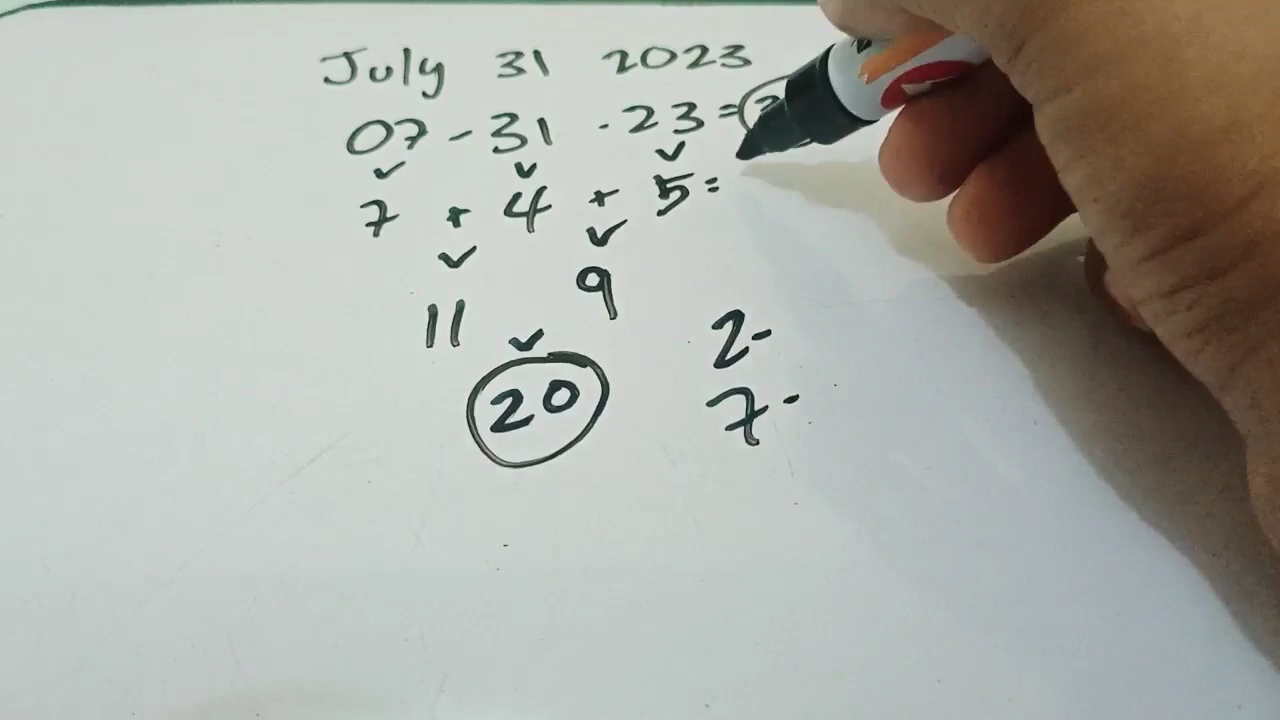 July 31 2023
07 - 31 - 23 =
7 + 4 + 5 =
11 9
20
2-
7-